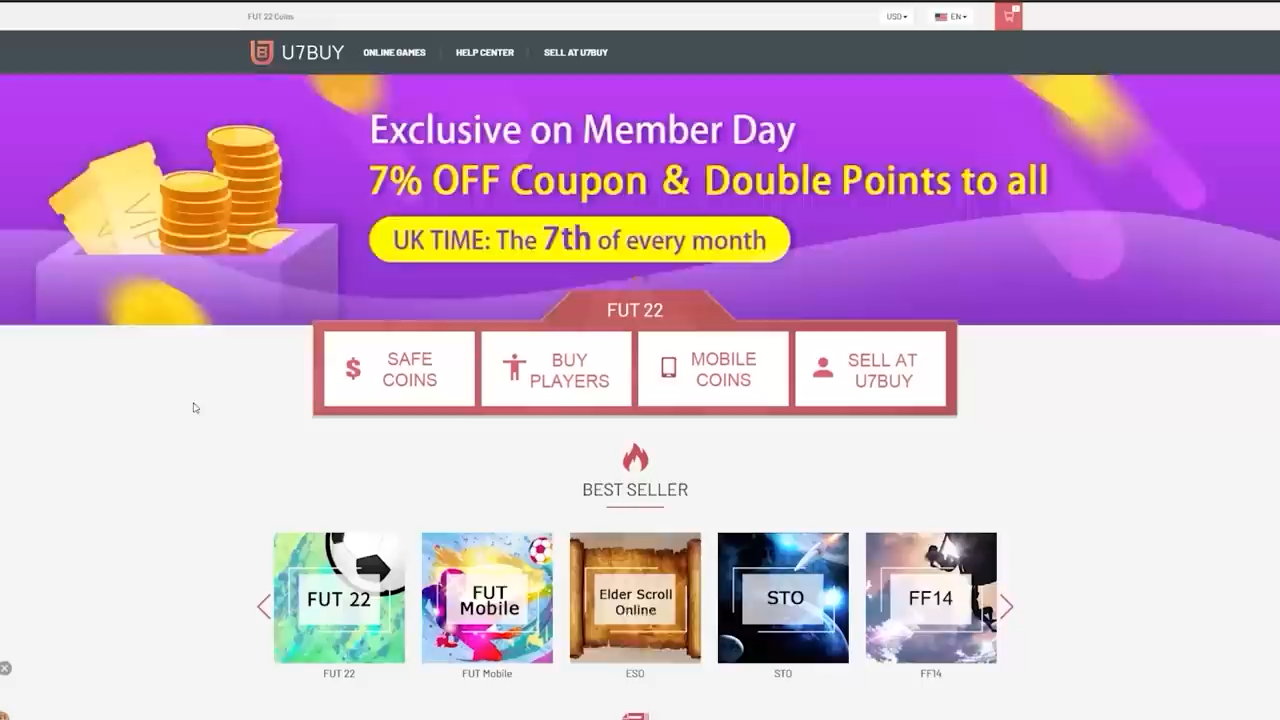 FUT 22 Coins
USD
EN
U7BUY
ONLINE GAMES
HELP CENTER
SELL AT U7BUY
Exclusive on Member Day
7% OFF Coupon & Double Points to all
UK TIME: The 7th of every month
VIP
FUT 22
SAFE
COINS
BUY
PLAYERS
MOBILE
COINS
SELL AT
U7BUY
BEST SELLER
FUT 22
FUT
Mobile
Elder Scroll
Online
STO
FF14
FUT 22
FUT Mobile
ESO
STO
FF14